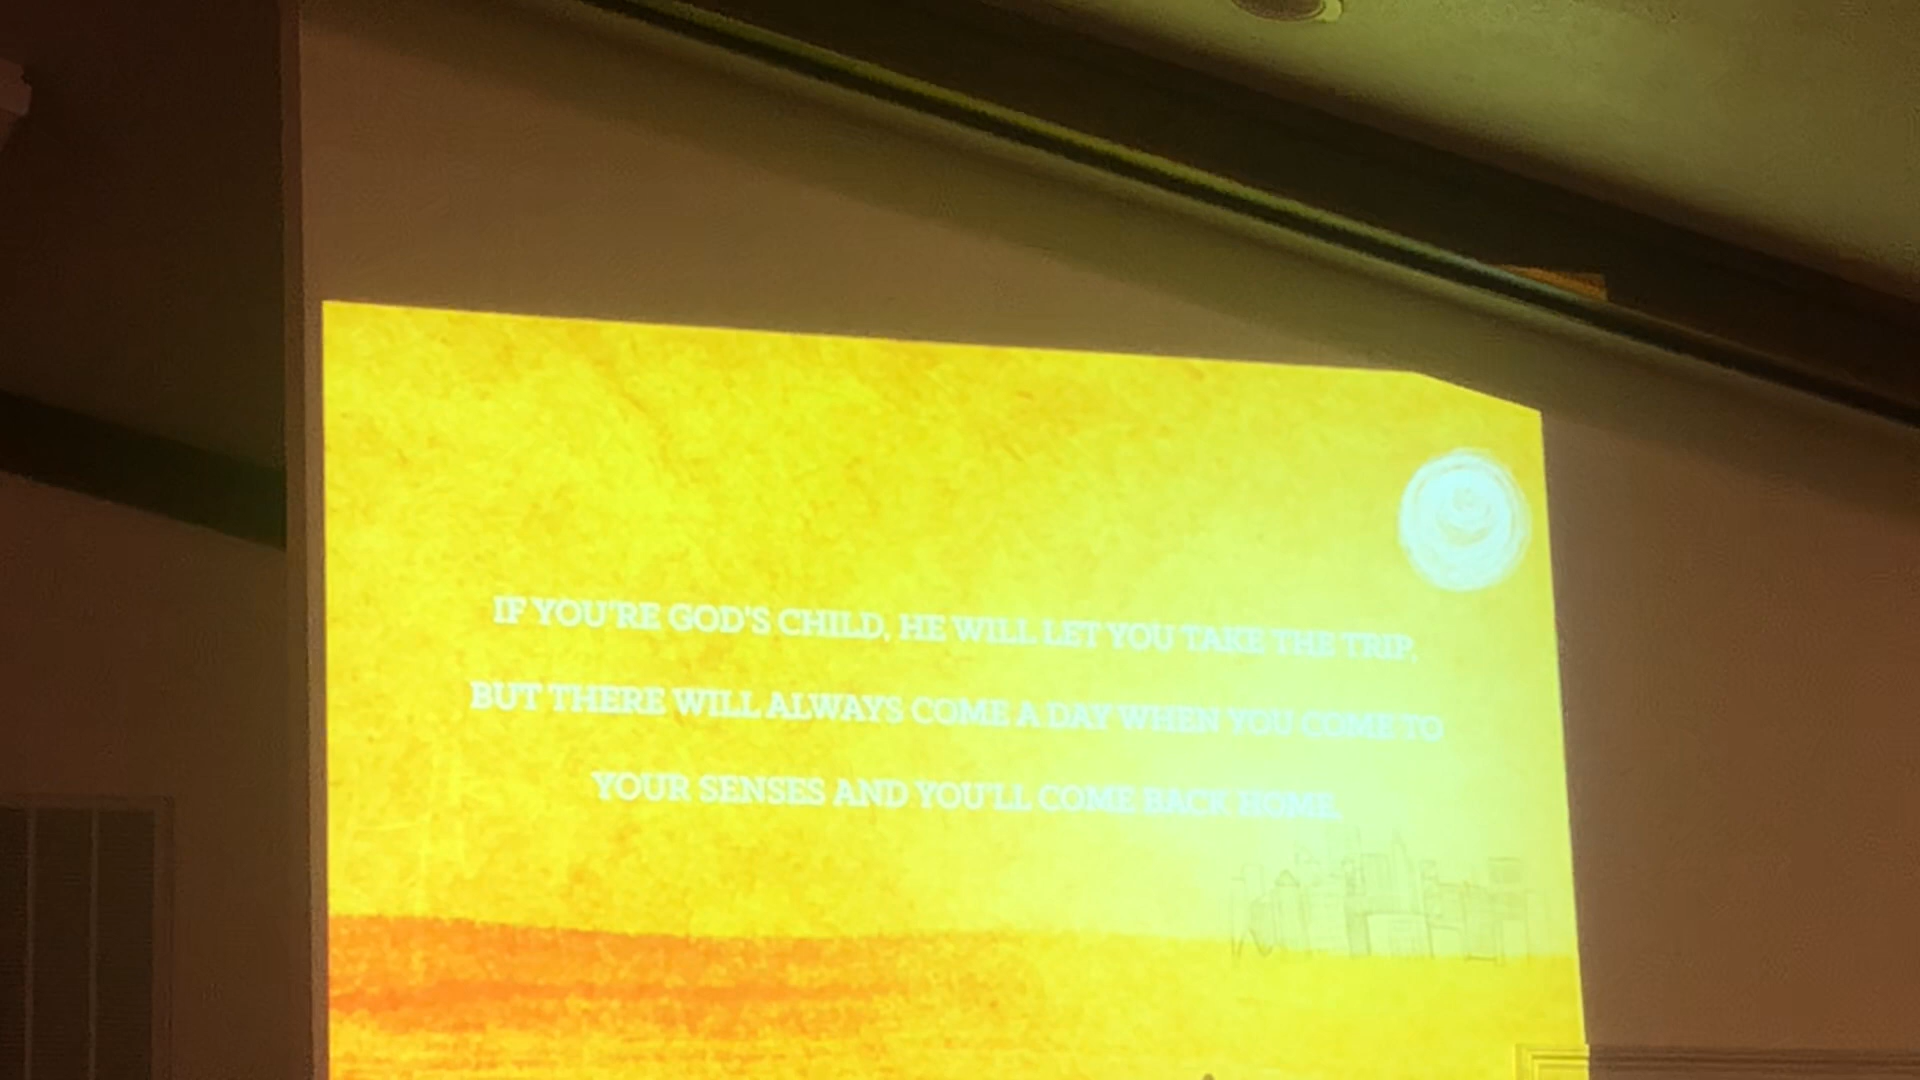 IF YOU'RE GOD'S CHILD, HE WILL LET YOU TAKE THE TRIP,
BUT THERE WILL ALWAYS COME A DAY WHEN YOU COME TO
YOUR SENSES AND YOU'LL COME BACK HOME.